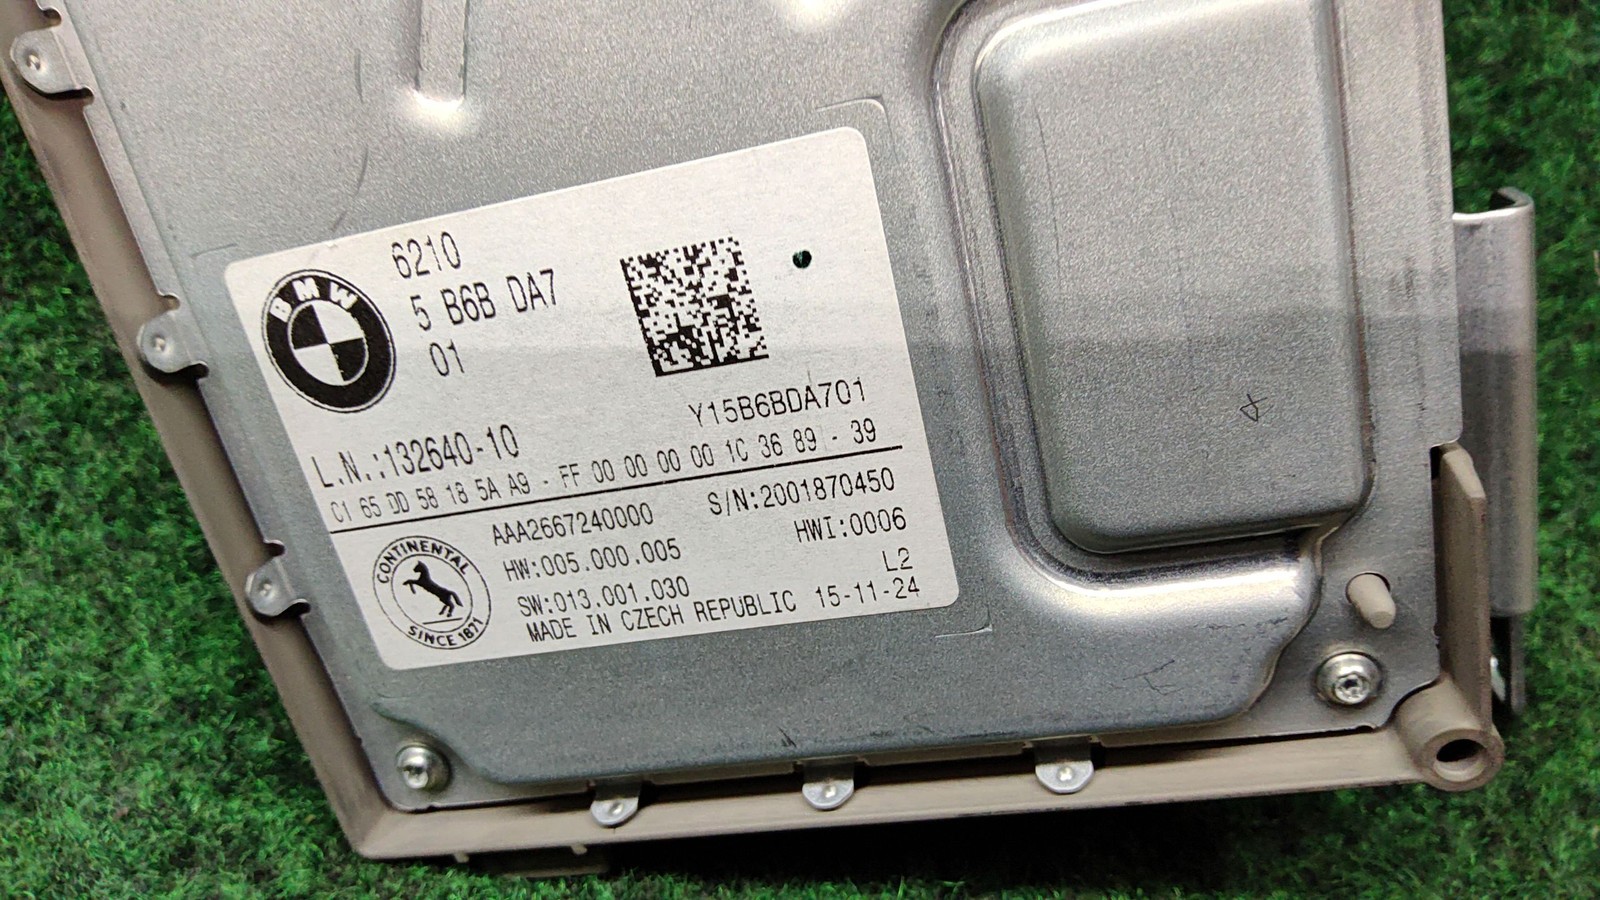 BMW
6210
5 B6B DA7
01
Y15B6BDA701
L.N.:132640-10
C1 65 DD 58 18 5A A9 - FF 00 00 00 00 1C 36 89 - 39
AAA2667240000
S/N:2001870450
HW:005.000.005
HWI:0006
SW:013.001.030
L2
MADE IN CZECH REPUBLIC 15-11-24
CONTINENTAL
SINCE 1871